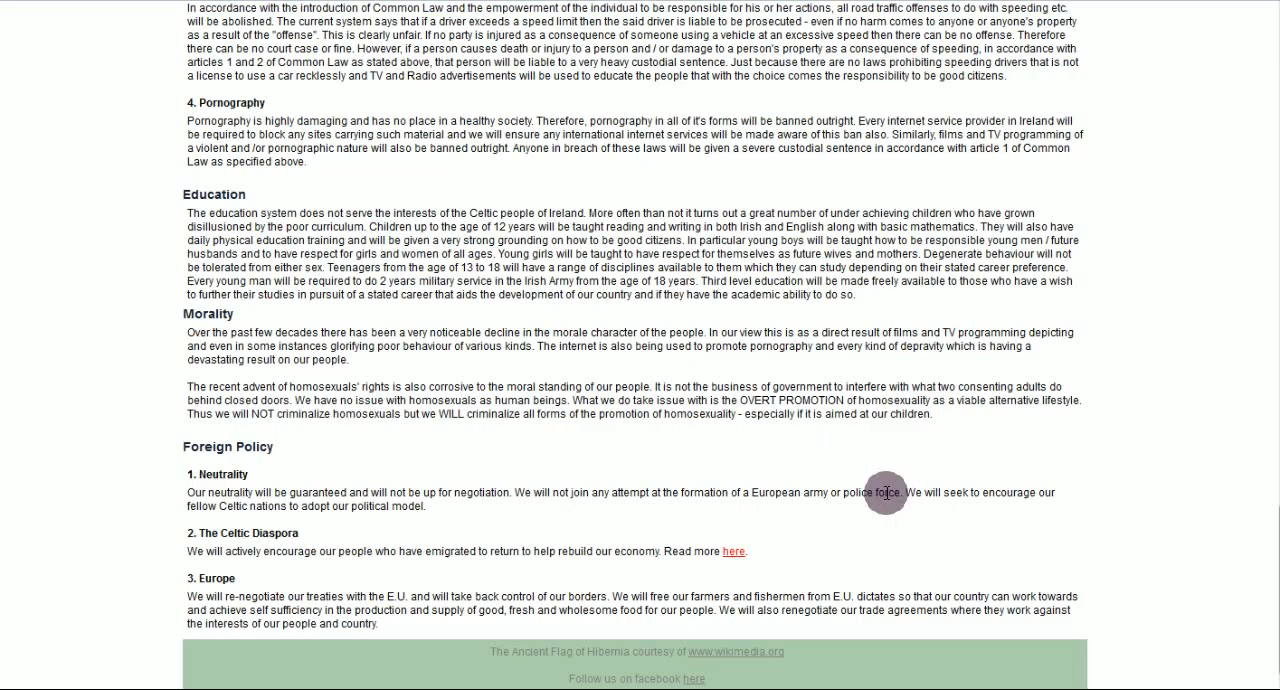 In accordance with the introduction of Common Law and the empowerment of the individual to be responsible for his or her actions, all road traffic offenses to do with speeding etc.
will be abolished. The current system says that if a driver exceeds a speed limit then the said driver is liable to be prosecuted - even if no harm comes to anyone or anyone's property
as a result of the "offense". This is clearly unfair. If no party is injured as a consequence of someone using a vehicle at an excessive speed then there can be no offense. Therefore
there can be no court case or fine. However, if a person causes death or injury to a person and / or damage to a person's property as a consequence of speeding, in accordance with
articles 1 and 2 of Common Law as stated above, that person will be liable to a very heavy custodial sentence. Just because there are no laws prohibiting speeding drivers that is not
a license to use a car recklessly and TV and Radio advertisements will be used to educate the people that with the choice comes the responsibility to be good citizens.
4. Pornography
Pornography is highly damaging and has no place in a healthy society. Therefore, pornography in all of it's forms will be banned outright. Every internet service provider in Ireland will
be required to block any sites carrying such material and we will ensure any international internet services will be made aware of this ban also. Similarly, films and TV programming of
a violent and /or pornographic nature will also be banned outright. Anyone in breach of these laws will be given a severe custodial sentence in accordance with article 1 of Common
Law as specified above.
Education
The education system does not serve the interests of the Celtic people of Ireland. More often than not it turns out a great number of under achieving children who have grown
disillusioned by the poor curriculum. Children up to the age of 12 years will be taught reading and writing in both Irish and English along with basic mathematics. They will also have
daily physical education training and will be given a very strong grounding on how to be good citizens. In particular young boys will be taught how to be responsible young men / future
husbands and to have respect for girls and women of all ages. Young girls will be taught to have respect for themselves as future wives and mothers. Degenerate behaviour will not
be tolerated from either sex. Teenagers from the age of 13 to 18 will have a range of disciplines available to them which they can study depending on their stated career preference.
Every young man will be required to do 2 years military service in the Irish Army from the age of 18 years. Third level education will be made freely available to those who have a wish
to further their studies in pursuit of a stated career that aids the development of our country and if they have the academic ability to do so.
Morality
Over the past few decades there has been a very noticeable decline in the morale character of the people. In our view this is as a direct result of films and TV programming depicting
and even in some instances glorifying poor behaviour of various kinds. The internet is also being used to promote pornography and every kind of depravity which is having a
devastating result on our people.
The recent advent of homosexuals' rights is also corrosive to the moral standing of our people. It is not the business of government to interfere with what two consenting adults do
behind closed doors. We have no issue with homosexuals as human beings. What we do take issue with is the OVERT PROMOTION of homosexuality as a viable alternative lifestyle.
Thus we will NOT criminalize homosexuals but we WILL criminalize all forms of the promotion of homosexuality - especially if it is aimed at our children.
Foreign Policy
1. Neutrality
Our neutrality will be guaranteed and will not be up for negotiation. We will not join any attempt at the formation of a European army or police force. We will seek to encourage our
fellow Celtic nations to adopt our political model.
2. The Celtic Diaspora
We will actively encourage our people who have emigrated to return to help rebuild our economy. Read more here.
3. Europe
We will re-negotiate our treaties with the E.U. and will take back control of our borders. We will free our farmers and fishermen from E.U. dictates so that our country can work towards
and achieve self sufficiency in the production and supply of good, fresh and wholesome food for our people. We will also renegotiate our trade agreements where they work against
the interests of our people and country.
The Ancient Flag of Hibernia courtesy of www.wikimedia.org
Follow us on facebook here